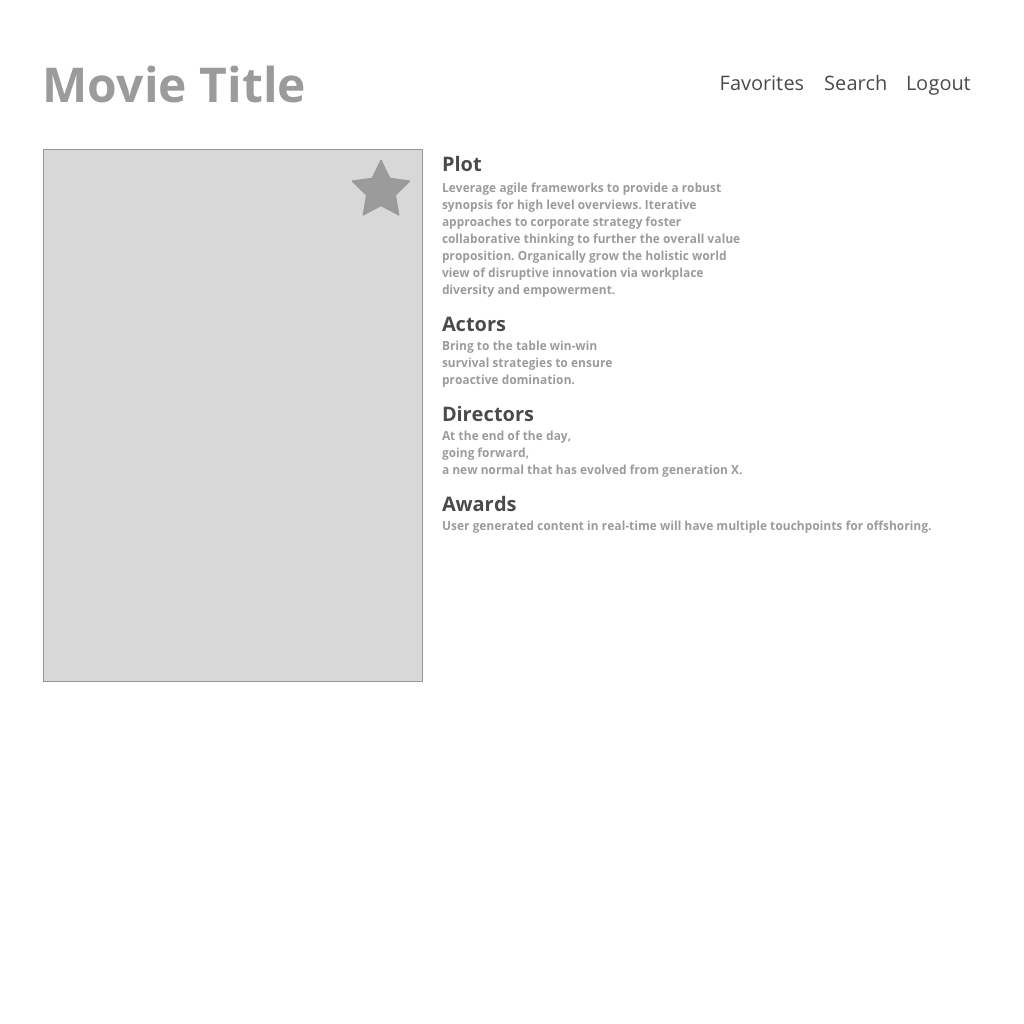 Movie Title
Favorites Search Logout
Plot
Leverage agile frameworks to provide a robust
synopsis for high level overviews. Iterative
approaches to corporate strategy foster
collaborative thinking to further the overall value
proposition. Organically grow the holistic world
view of disruptive innovation via workplace
diversity and empowerment.
Actors
Bring to the table win-win
survival strategies to ensure
proactive domination.
Directors
At the end of the day,
going forward,
a new normal that has evolved from generation X.
Awards
User generated content in real-time will have multiple touchpoints for offshoring.